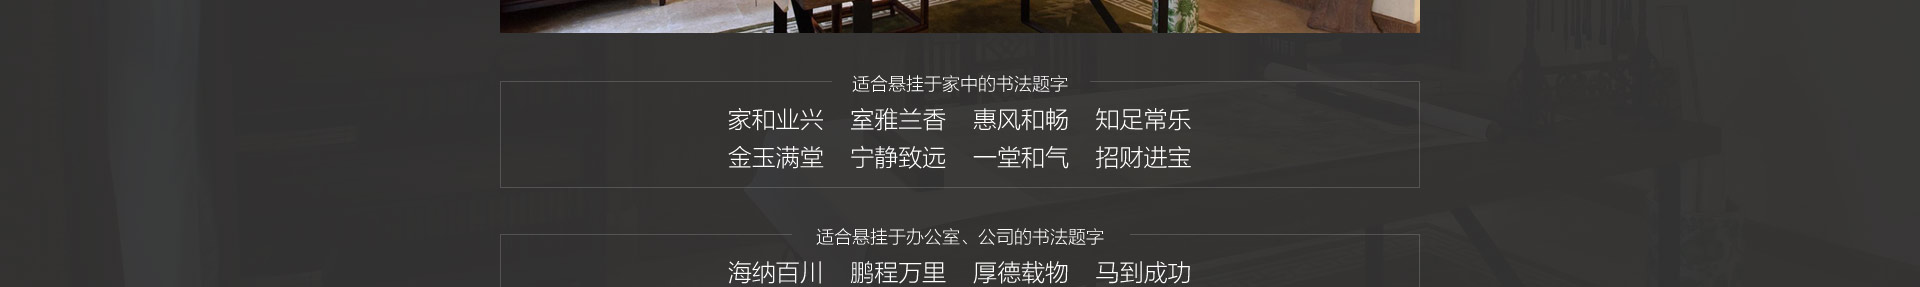 适合悬挂于家中的书法题字
家和业兴 室雅兰香 惠风和畅 知足常乐
金玉满堂 宁静致远 一堂和气 招财进宝
适合悬挂于办公室、公司的书法题字
海纳百川 鹏程万里 厚德载物 马到成功